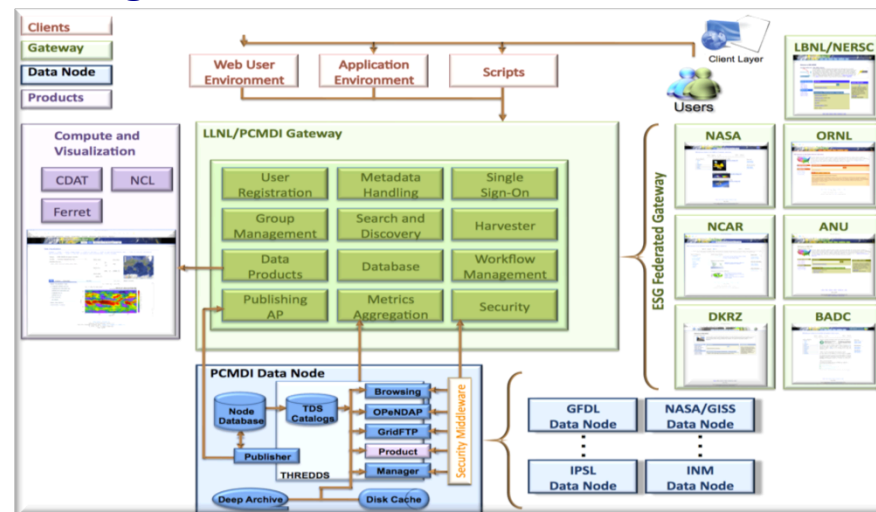 Clients
Gateway
Data Node
Products
Web User
Environment
Application
Environment
Scripts
Client Layer
Users
LBNL/NERSC
Compute and
Visualization
CDAT
NCL
Ferret
LLNL/PCMDI Gateway
User
Registration
Metadata
Handling
Single
Sign-On
Group
Management
Search and
Discovery
Harvester
Data
Products
Database
Workflow
Management
Publishing
AP
Metrics
Aggregation
Security
ESG Federated Gateway
NASA
ORNL
NCAR
ANU
DKRZ
BADC
PCMDI Data Node
Node
Database
TDS
Catalogs
Publisher
THREDDS
Browsing
OPeNDAP
GridFTP
Product
Manager
Security Middleware
Deep Archive
Disk Cache
GFDL
Data Node
NASA/GISS
Data Node
IPSL
Data Node
INM
Data Node